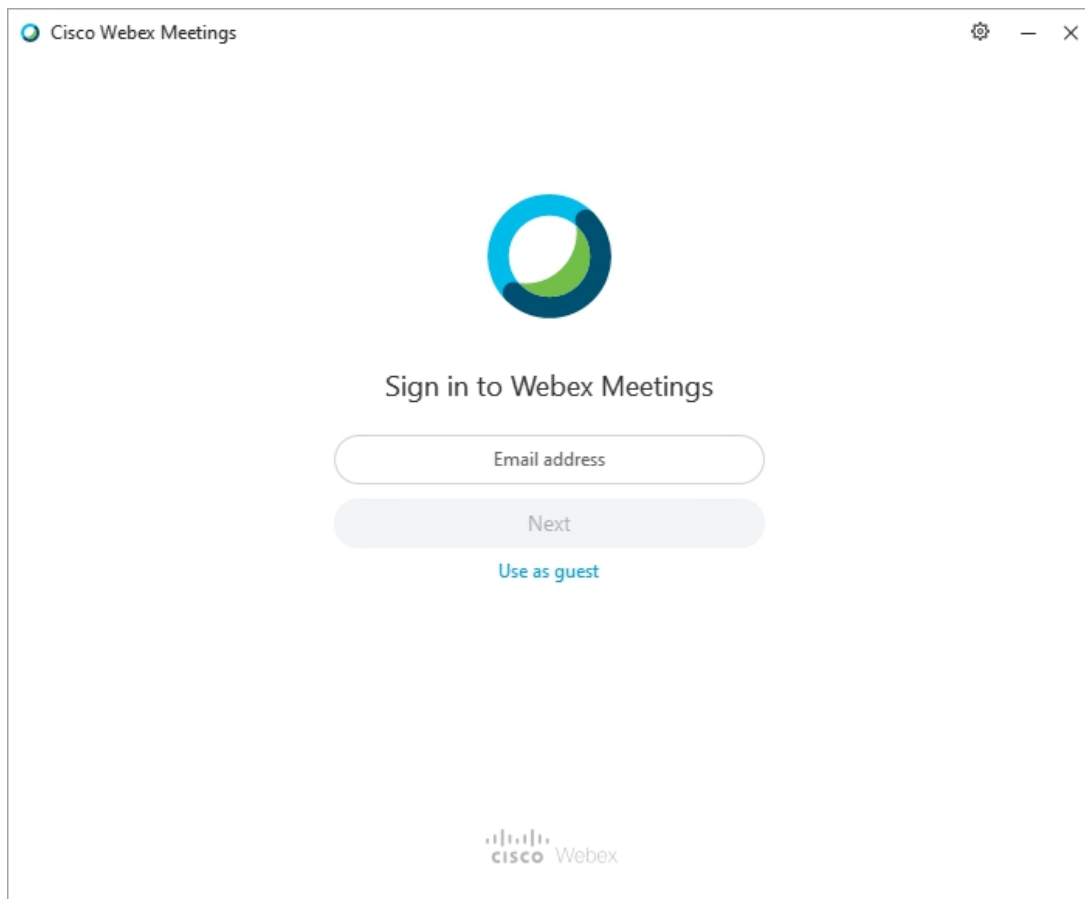 Cisco Webex Meetings
Sign in to Webex Meetings
Email address
Next
Use as guest
cisco Webex